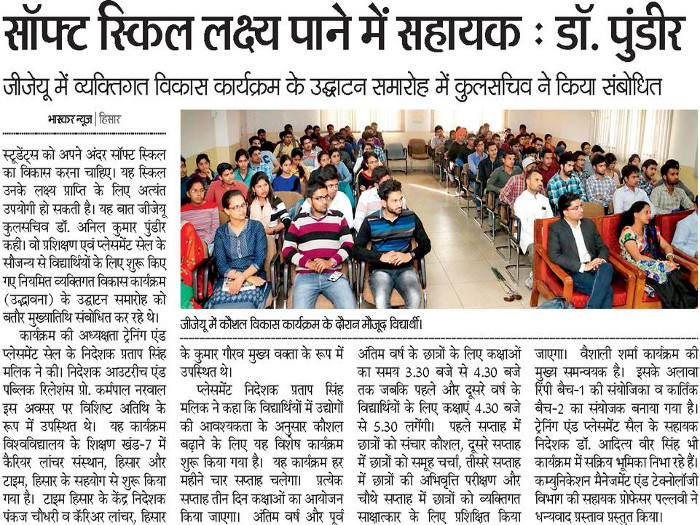 सॉफ्ट स्किल लक्ष्य पाने में सहायक : डॉ. पुंडीर
जीजेयू में व्यक्तिगत विकास कार्यक्रम के उद्घाटन समारोह में कुलसचिव ने किया संबोधित
भास्कर न्यूज | हिसार
स्टूडेंट्स को अपने अंदर सॉफ्ट स्किल
का विकास करना चाहिए। यह स्किल
उनके लक्ष्य प्राप्ति के लिए अत्यंत
उपयोगी हो सकती है। यह बात जीजेयू
कुलसचिव डॉ. अनिल कुमार पुंडीर
कही। वो प्रशिक्षण एवं प्लेसमेंट सेल के
सौजन्य से विद्यार्थियों के लिए शुरू किए
गए नियमित व्यक्तिगत विकास कार्यक्रम
(उद्भावना) के उद्घाटन समारोह को
बतौर मुख्यातिथि संबोधित कर रहे थे।
कार्यक्रम की अध्यक्षता ट्रेनिंग एंड
प्लेसमेंट सेल के निदेशक प्रताप सिंह
मलिक ने की। निदेशक आउटरीच एंड
पब्लिक रिलेशंस प्रो. कर्मपाल नरवाल
इस अवसर पर विशिष्ट अतिथि के
रूप में उपस्थित थे। यह कार्यक्रम
विश्वविद्यालय के शिक्षण खंड-7 में
कैरियर लांचर संस्थान, हिसार और
टाइम, हिसार के सहयोग से शुरू किया
गया है। टाइम हिसार के केंद्र निदेशक
पंकज चौधरी व कॅरिअर लांचर, हिसार
जीजेयू में कौशल विकास कार्यक्रम के दौरान मौजूद विद्यार्थी।
के कुमार गौरव मुख्य वक्ता के रूप में
उपस्थित थे।
प्लेसमेंट निदेशक प्रताप सिंह
मलिक ने कहा कि विद्यार्थियों में उद्योगों
की आवश्यकता के अनुसार कौशल
बढ़ाने के लिए यह विशेष कार्यक्रम
शुरू किया गया है। यह कार्यक्रम हर
महीने चार सप्ताह चलेगा। प्रत्येक
सप्ताह तीन दिन कक्षाओं का आयोजन
किया जाएगा। अंतिम वर्ष और पूर्व
अंतिम वर्ष के छात्रों के लिए कक्षाओं
का समय 3.30 बजे से 4.30 बजे
तक जबकि पहले और दूसरे वर्ष के
विद्यार्थियों के लिए कक्षाएं 4.30 बजे
से 5.30 लगेंगी। पहले सप्ताह में
छात्रों को संचार कौशल, दूसरे सप्ताह
में छात्रों को समूह चर्चा, तीसरे सप्ताह
में छात्रों की अभिवृत्ति परीक्षण और
चौथे सप्ताह में छात्रों को व्यक्तिगत
साक्षात्कार के लिए प्रशिक्षित किया
जाएगा। वैशाली शर्मा कार्यक्रम की
मुख्य समन्वयक है। इसके अलावा
रिंपी बैच-1 की संयोजिका व कार्तिक
बैच-2 का संयोजक बनाया गया है।
ट्रेनिंग एंड प्लेसमेंट सैल के सहायक
निदेशक डॉ. आदित्य वीर सिंह भी
कार्यक्रम में सक्रिय भूमिका निभा रहे हैं।
कम्युनिकेशन मैनेजमेंट एंड टेक्नोलॉजी
विभाग की सहायक प्रोफेसर पल्लवी ने
धन्यवाद प्रस्ताव प्रस्तुत किया।